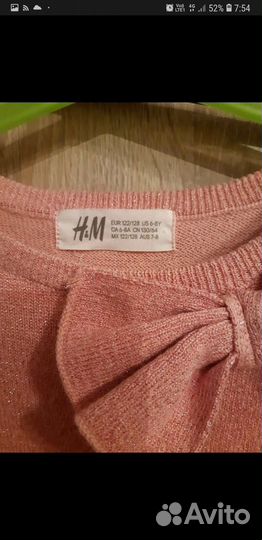 52% 7:54
H&M
EUR 122/128 US 6-8Y
CA 6-8A CN 130/64
MX 122/128 AUS 7-8
Avito